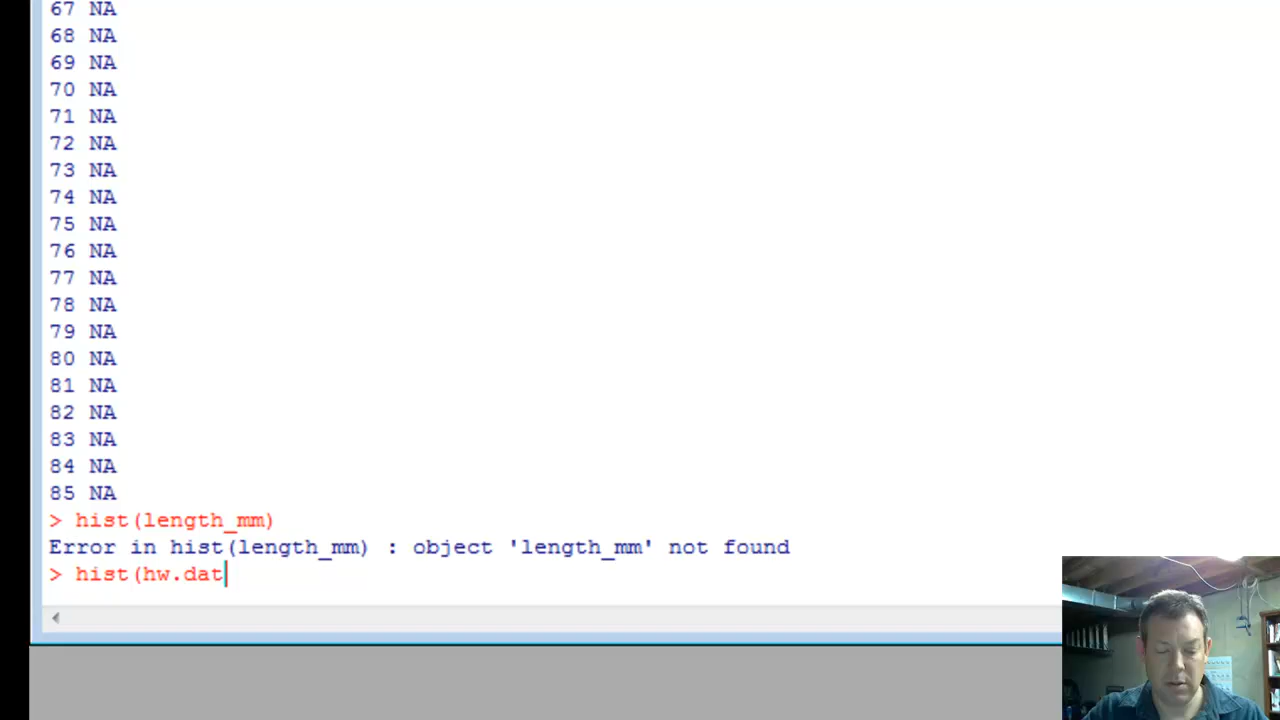 67 NA
68 NA
69 NA
70 NA
71 NA
72 NA
73 NA
74 NA
75 NA
76 NA
77 NA
78 NA
79 NA
80 NA
81 NA
82 NA
83 NA
84 NA
85 NA
> hist(length_mm)
Error in hist(length_mm) : object 'length_mm' not found
> hist(hw.dat